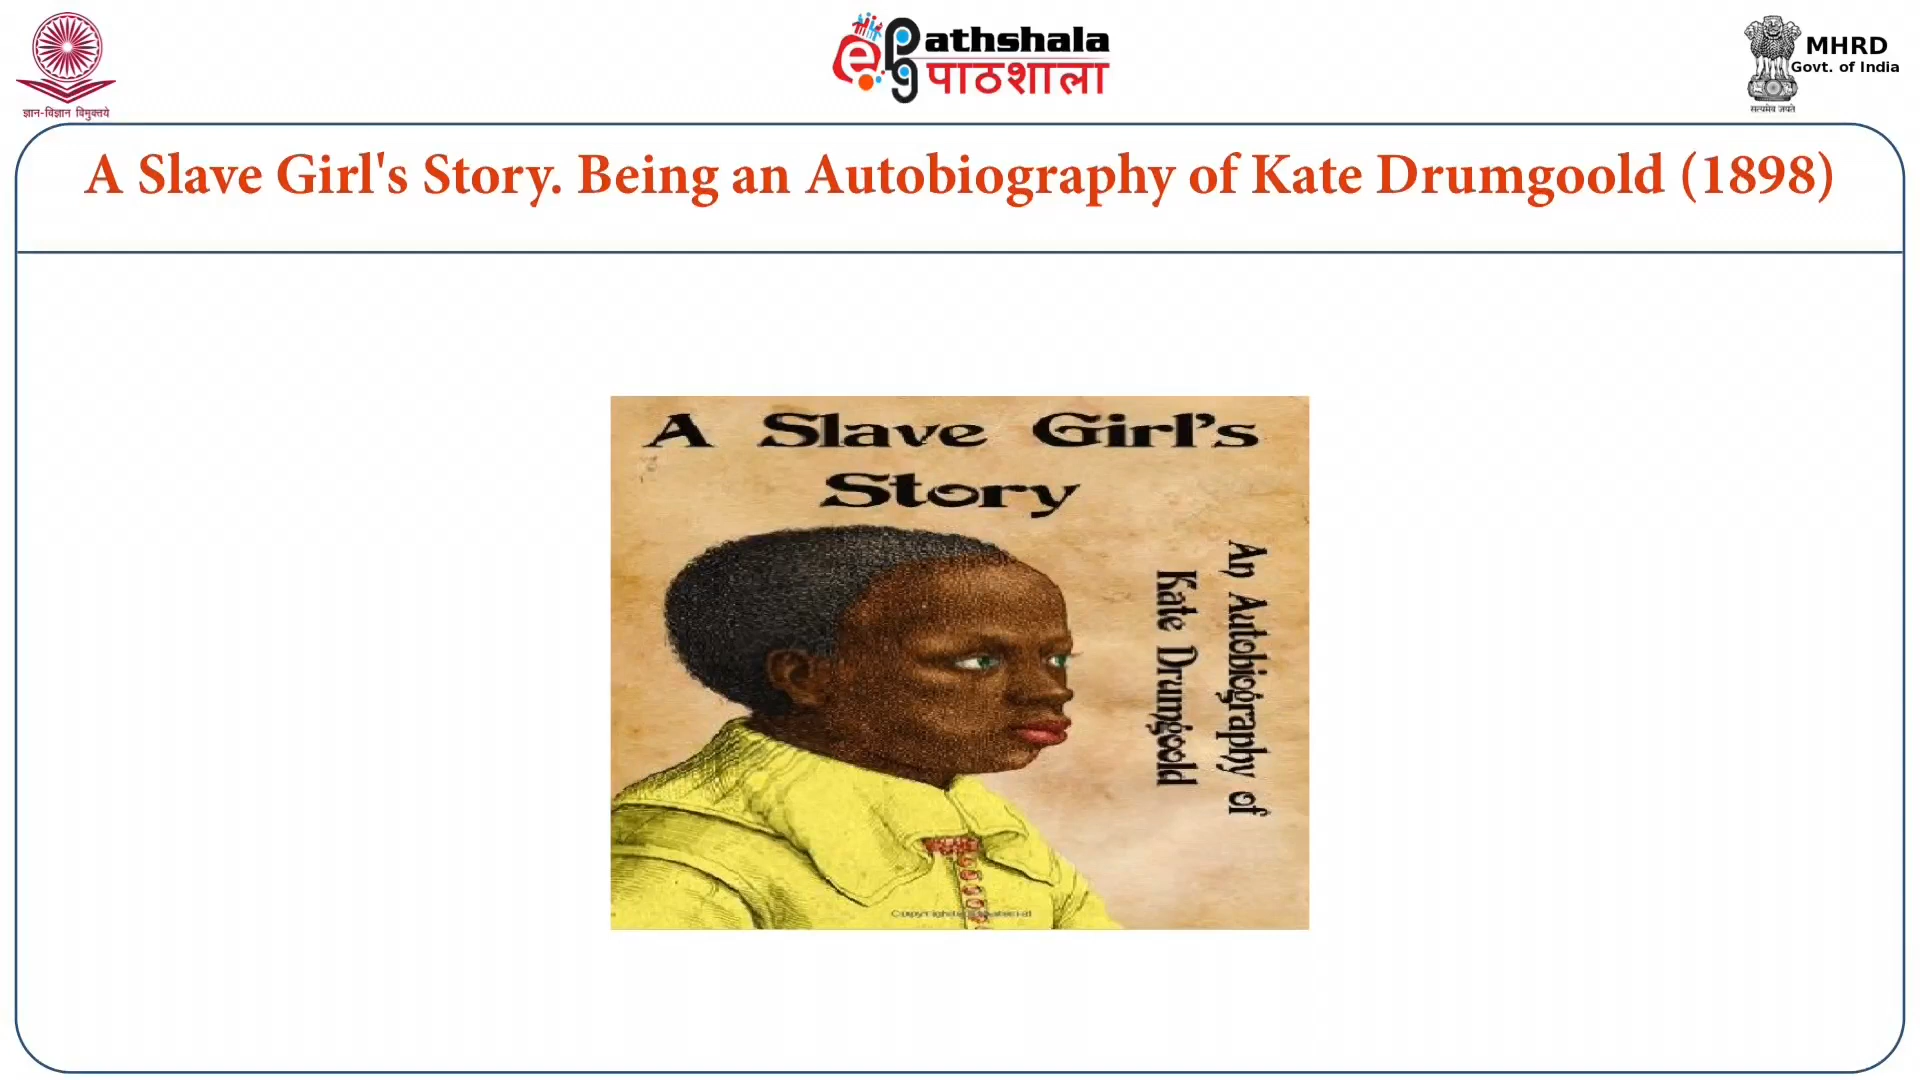 ज्ञान-विज्ञान विमुक्तये
ePG
athshala
पाठशाला
MHRD
Govt. of India
सत्यमेव जयते
A Slave Girl's Story. Being an Autobiography of Kate Drumgoold (1898)
A Slave Girl's
Story
An Autobiography of
Kate Drumgoold